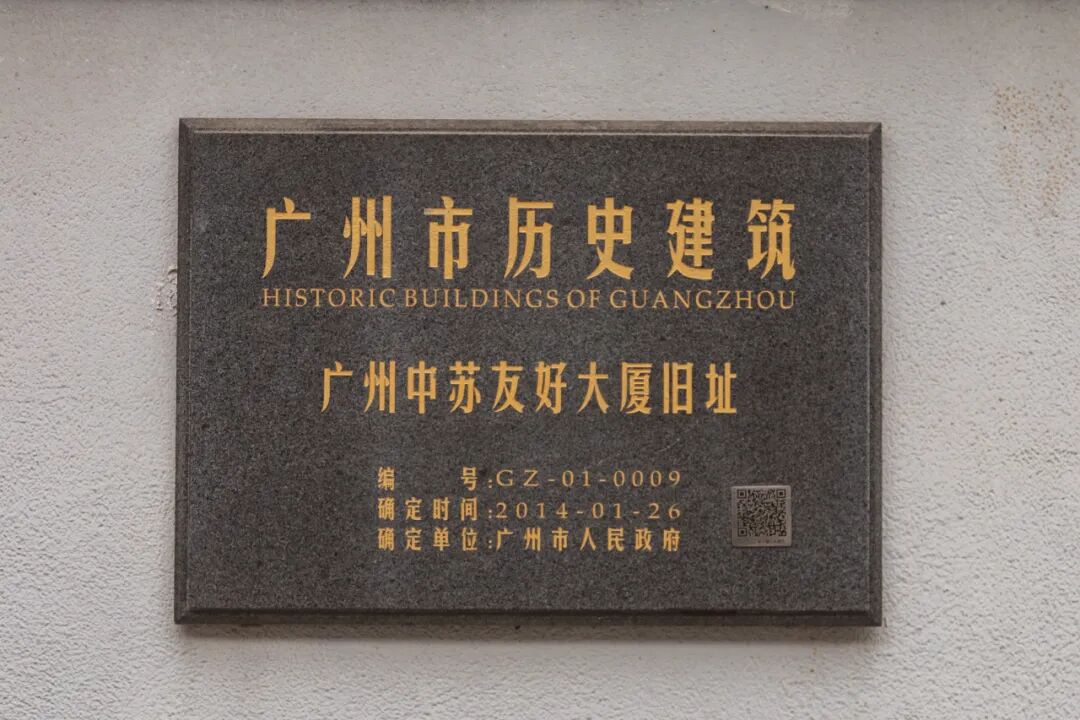 广州市历史建筑
HISTORIC BUILDINGS OF GUANGZHOU
广州中苏友好大厦旧址
编 号:GZ-01-0009
确定时间:2014-01-26
确定单位:广州市人民政府